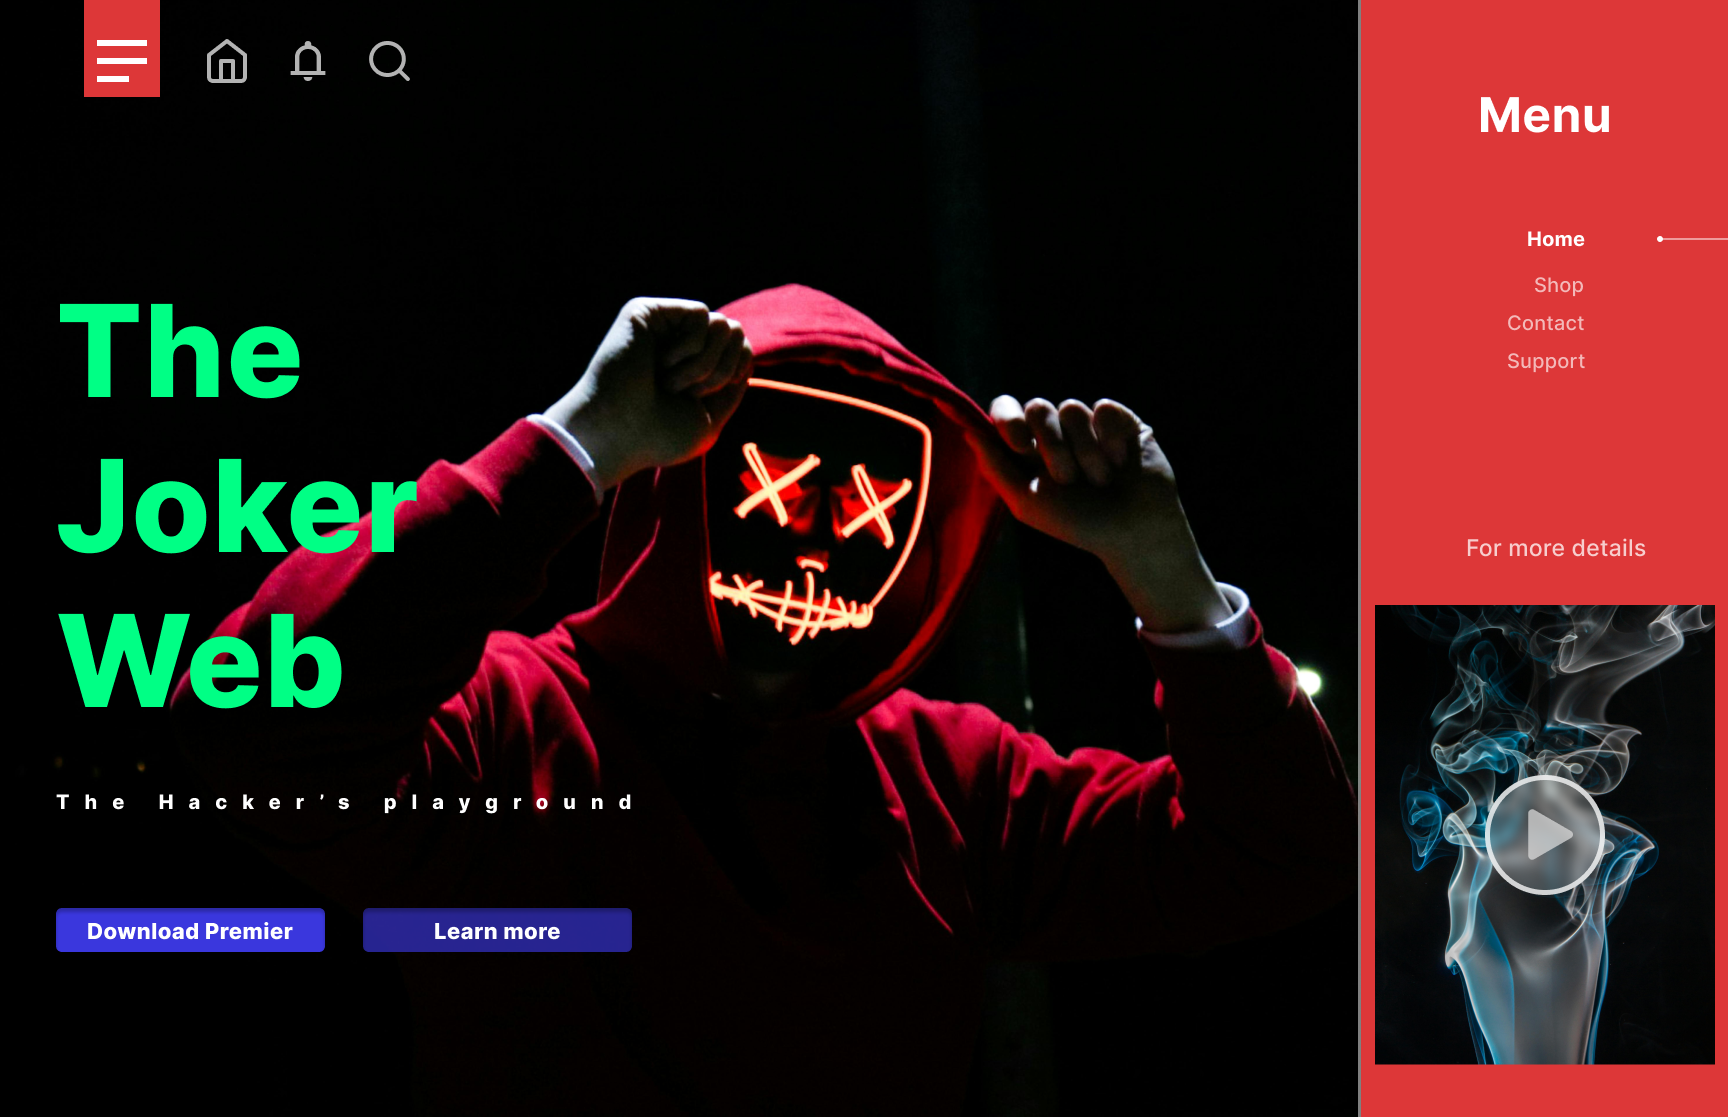 The
Joker
Web
The Hacker’s playground
Download Premier
Learn more
Menu
Home
Shop
Contact
Support
For more details